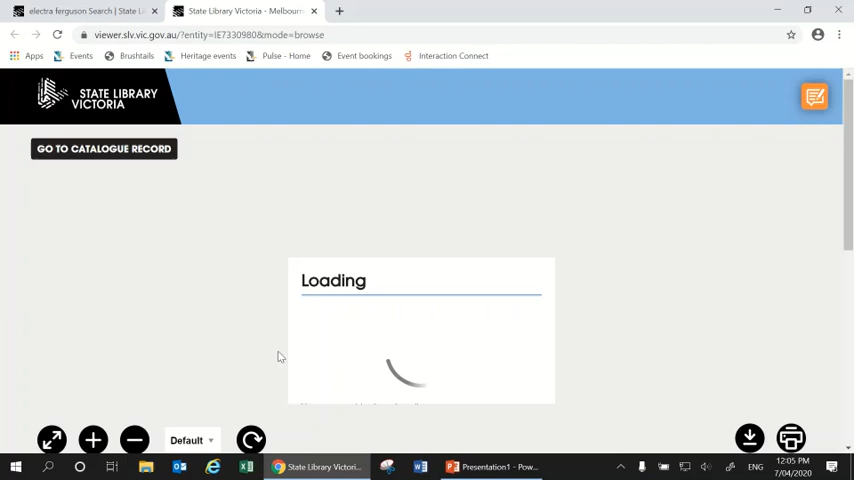 electra ferguson Search | State Li
State Library Victoria - Melbourn
viewer.slv.vic.gov.au/?entity=IE7330980&mode=browse
Apps
Events
Brushtails
Heritage events
Pulse - Home
Event bookings
Interaction Connect
STATE LIBRARY
VICTORIA
GO TO CATALOGUE RECORD
Loading
Default
State Library Victori...
Presentation1 - Pow...
ENG
12:05 PM
7/04/2020